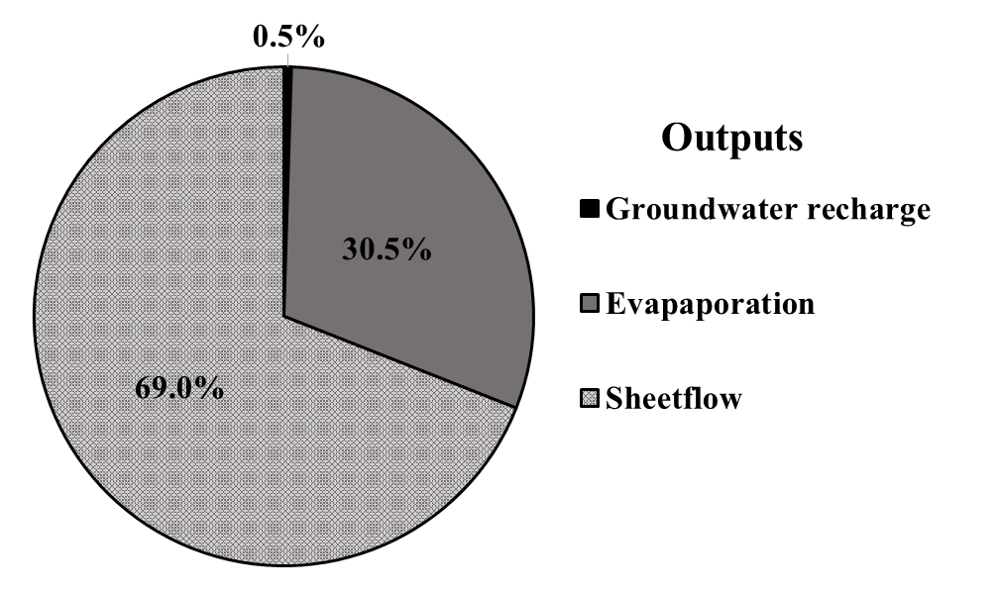 0.5%
Outputs
Groundwater recharge
30.5%
Evapaporation
69.0%
Sheetflow